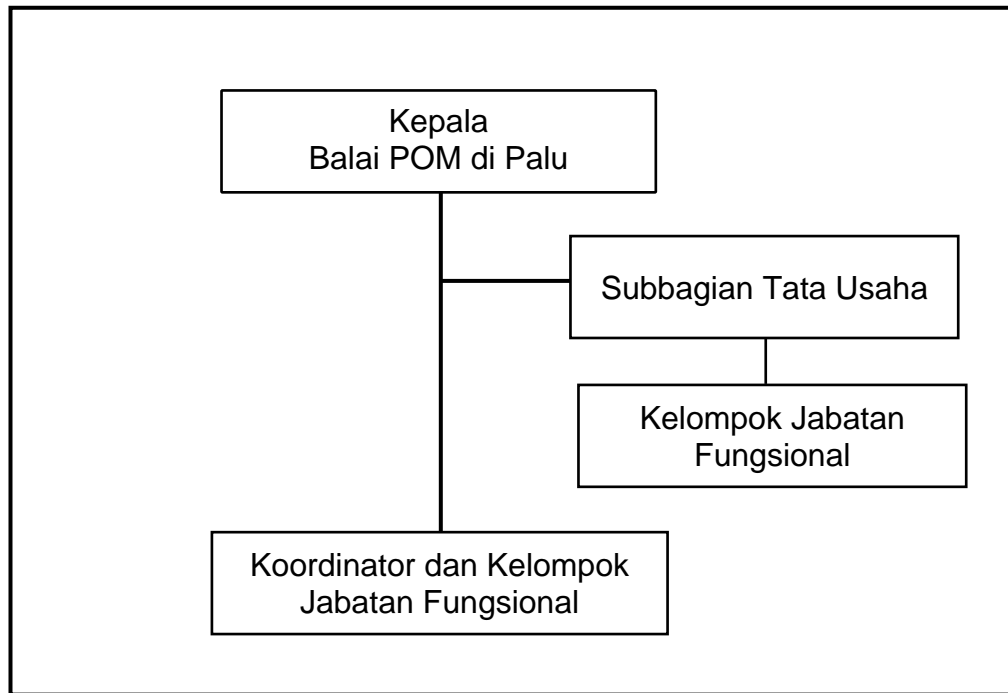 Kepala
Balai POM di Palu
Subbagian Tata Usaha
Kelompok Jabatan
Fungsional
Koordinator dan Kelompok
Jabatan Fungsional